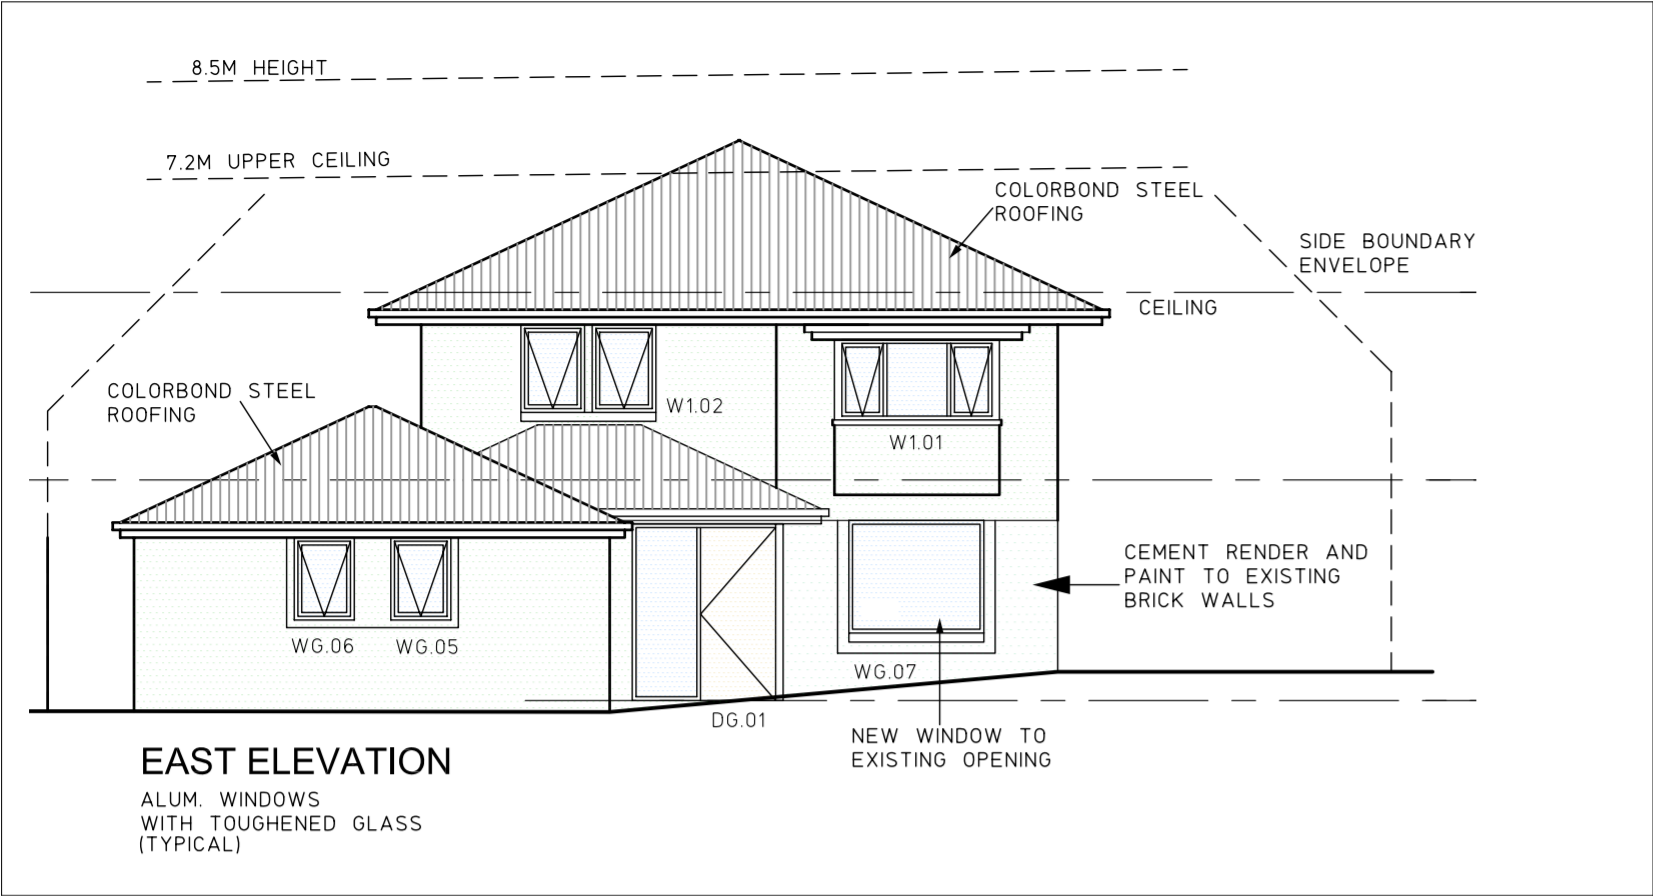 8.5M HEIGHT
7.2M UPPER CEILING
COLORBOND STEEL
ROOFING
SIDE BOUNDARY
ENVELOPE
CEILING
COLORBOND STEEL
ROOFING
W1.02
W1.01
CEMENT RENDER AND
PAINT TO EXISTING
BRICK WALLS
WG.06
WG.05
WG.07
DG.01
NEW WINDOW TO
EXISTING OPENING
EAST ELEVATION
ALUM. WINDOWS
WITH TOUGHENED GLASS
(TYPICAL)